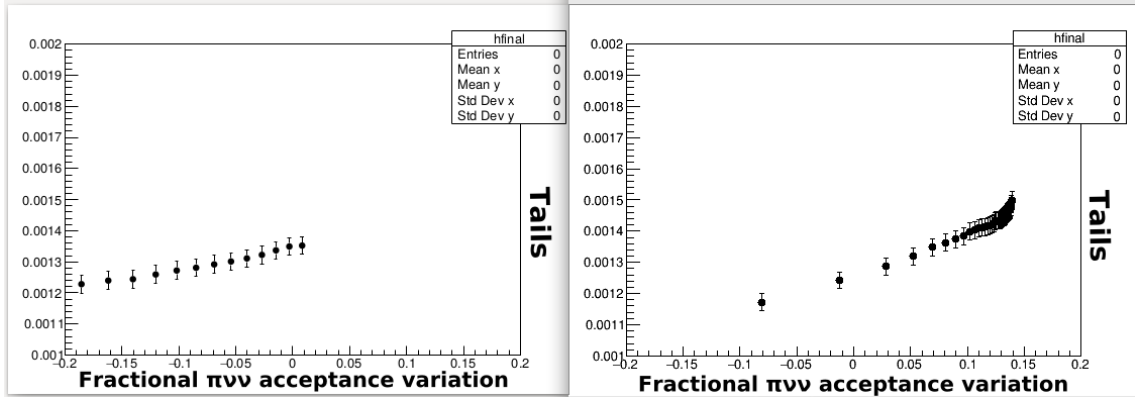 hfinal
Entries 0
Mean x 0
Mean y 0
Std Dev x 0
Std Dev y 0
0.002
0.0019
0.0018
0.0017
0.0016
0.0015
0.0014
0.0013
0.0012
0.0011
0.001
−0.2 −0.15 −0.1 −0.05 0 0.05 0.1 0.15 0.2
Fractional πνν acceptance variation
Tails
hfinal
Entries 0
Mean x 0
Mean y 0
Std Dev x 0
Std Dev y 0
0.002
0.0019
0.0018
0.0017
0.0016
0.0015
0.0014
0.0013
0.0012
0.0011
0.001
−0.2 −0.15 −0.1 −0.05 0 0.05 0.1 0.15 0.2
Fractional πνν acceptance variation
Tails